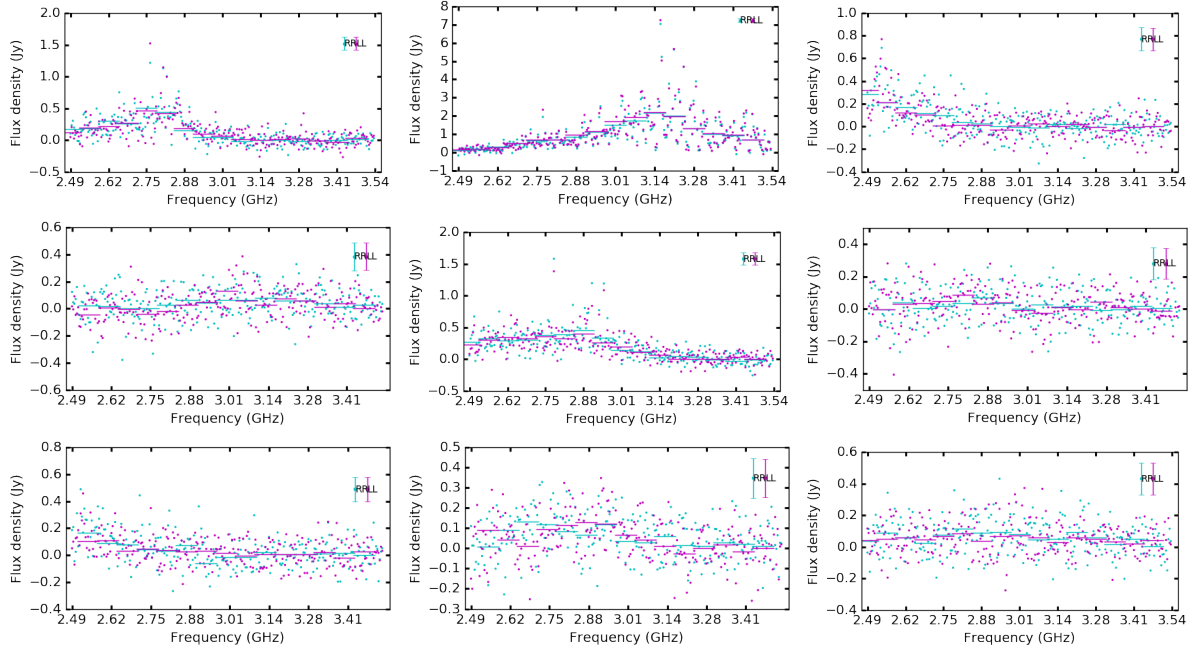 Flux density (Jy)
2.0
1.5
1.0
0.5
0.0
−0.5
RRLL
2.49 2.62 2.75 2.88 3.01 3.14 3.28 3.41 3.54
Frequency (GHz)
Flux density (Jy)
8
7
6
5
4
3
2
1
0
−1
RRLL
2.49 2.62 2.75 2.88 3.01 3.14 3.28 3.41 3.54
Frequency (GHz)
Flux density (Jy)
1.0
0.8
0.6
0.4
0.2
0.0
−0.2
−0.4
RRLL
2.49 2.62 2.75 2.88 3.01 3.14 3.28 3.41 3.54
Frequency (GHz)
Flux density (Jy)
0.6
0.4
0.2
0.0
−0.2
−0.4
−0.6
RRLL
2.49 2.62 2.75 2.88 3.01 3.14 3.28 3.41
Frequency (GHz)
Flux density (Jy)
2.0
1.5
1.0
0.5
0.0
−0.5
RRLL
2.49 2.62 2.75 2.88 3.01 3.14 3.28 3.41 3.54
Frequency (GHz)
Flux density (Jy)
0.4
0.2
0.0
−0.2
−0.4
RRLL
2.49 2.62 2.75 2.88 3.01 3.14 3.28 3.41
Frequency (GHz)
Flux density (Jy)
0.8
0.6
0.4
0.2
0.0
−0.2
−0.4
RRLL
2.49 2.62 2.75 2.88 3.01 3.14 3.28 3.41
Frequency (GHz)
Flux density (Jy)
0.5
0.4
0.3
0.2
0.1
0.0
−0.1
−0.2
−0.3
RRLL
2.49 2.62 2.75 2.88 3.01 3.14 3.28 3.41
Frequency (GHz)
Flux density (Jy)
0.6
0.4
0.2
0.0
−0.2
−0.4
RRLL
2.49 2.62 2.75 2.88 3.01 3.14 3.28 3.41 3.54
Frequency (GHz)